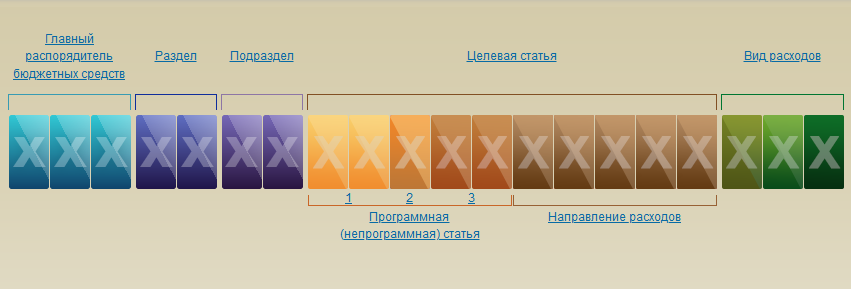 Главный
распорядитель
бюджетных средств
Раздел
Подраздел
Целевая статья
Вид расходов
X X X X X X X X X X X X X X X X X X X X
1 2 3
Программная
(непрограммная) статья
Направление расходов